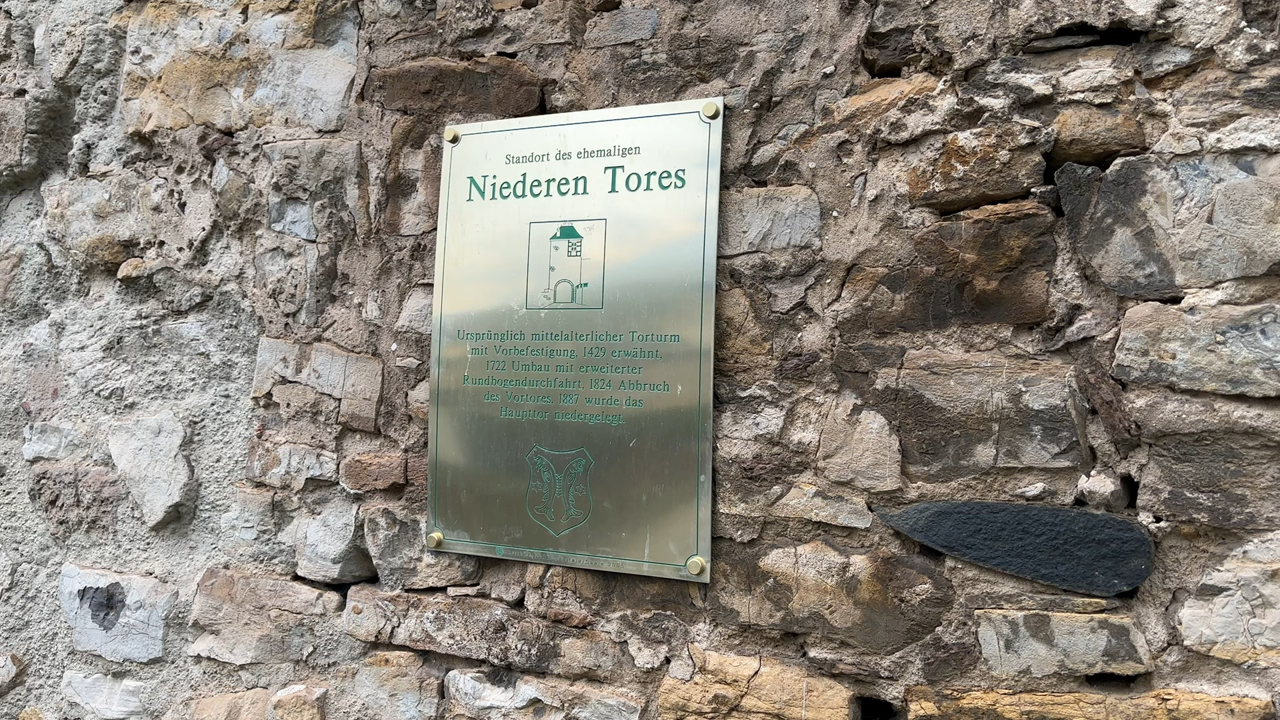 Standort des ehemaligen
Niederen Tores
Ursprünglich mittelalterlicher Torturm
mit Vorbefestigung, 1429 erwähnt,
1722 Umbau mit erweiterter
Rundbogendurchfahrt. 1824 Abbruch
des Vortores, 1887 wurde das
Haupttor niedergelegt.